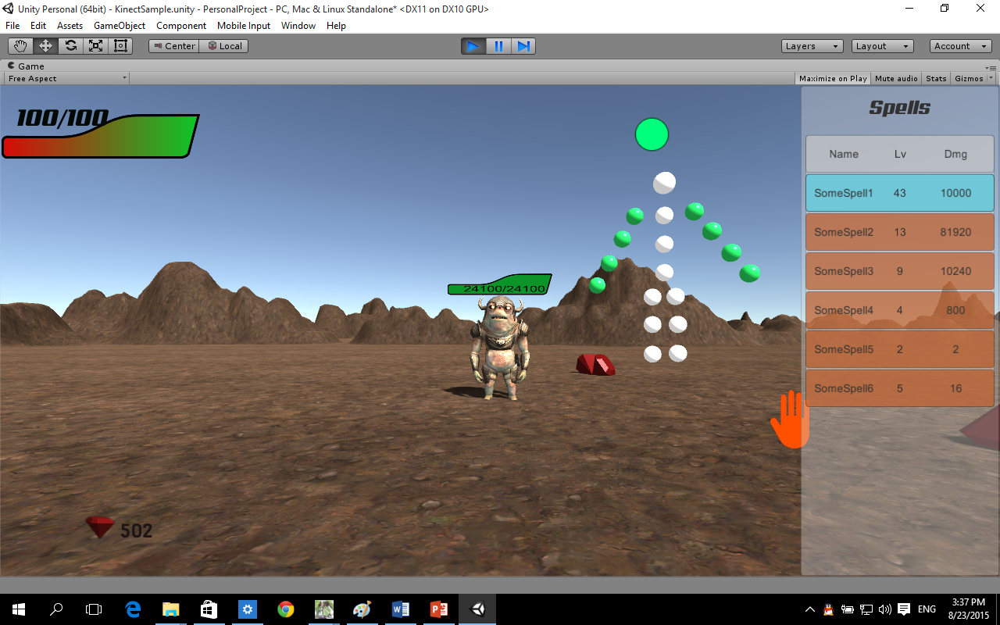 Unity Personal (64bit) - KinectSample.unity - PersonalProject - PC, Mac & Linux Standalone* <DX11 on DX10 GPU>
File Edit Assets GameObject Component Mobile Input Window Help
Center Local Layers Layout Account
Game
Free Aspect Maximize on Play Mute audio Stats Gizmos
100/100
Spells
Name Lv Dmg
SomeSpell1 43 10000
SomeSpell2 13 81920
SomeSpell3 9 10240
24100/24100
SomeSpell4 4 800
SomeSpell5 2 2
SomeSpell6 5 16
502
ENG
3:37 PM
8/23/2015